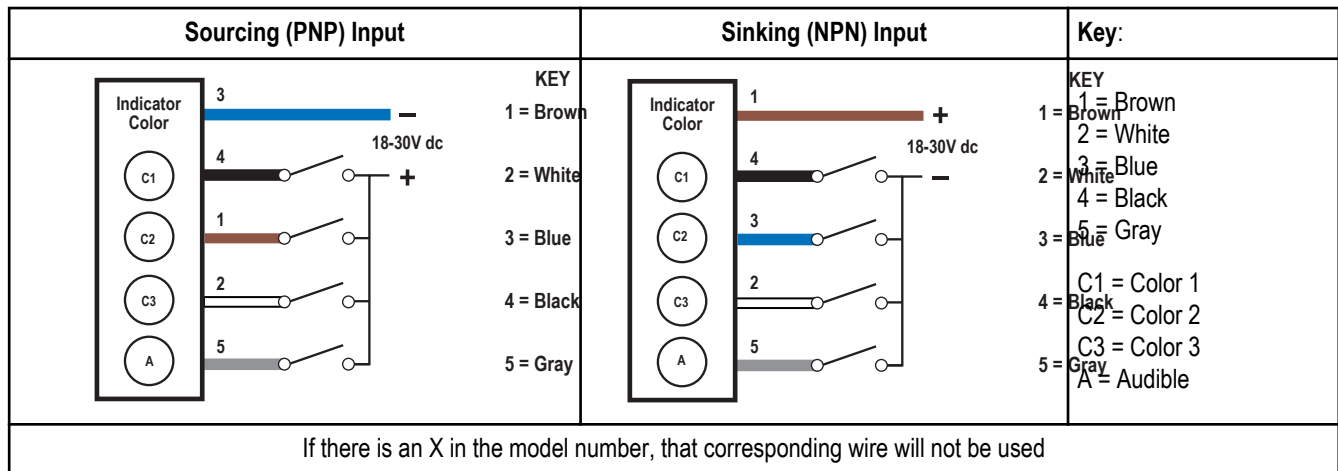 Sourcing (PNP) Input
Sinking (NPN) Input
Key:
Indicator
Color
C1
C2
C3
A
3
4
1
2
5
–
18-30V dc
+
KEY
1 = Brown
2 = White
3 = Blue
4 = Black
5 = Gray
Indicator
Color
C1
C2
C3
A
1
4
3
2
5
+
18-30V dc
–
KEY
1 = Brown
2 = White
3 = Blue
4 = Black
5 = Gray
1 = Brown
2 = White
3 = Blue
4 = Black
5 = Gray
C1 = Color 1
C2 = Color 2
C3 = Color 3
A = Audible
If there is an X in the model number, that corresponding wire will not be used